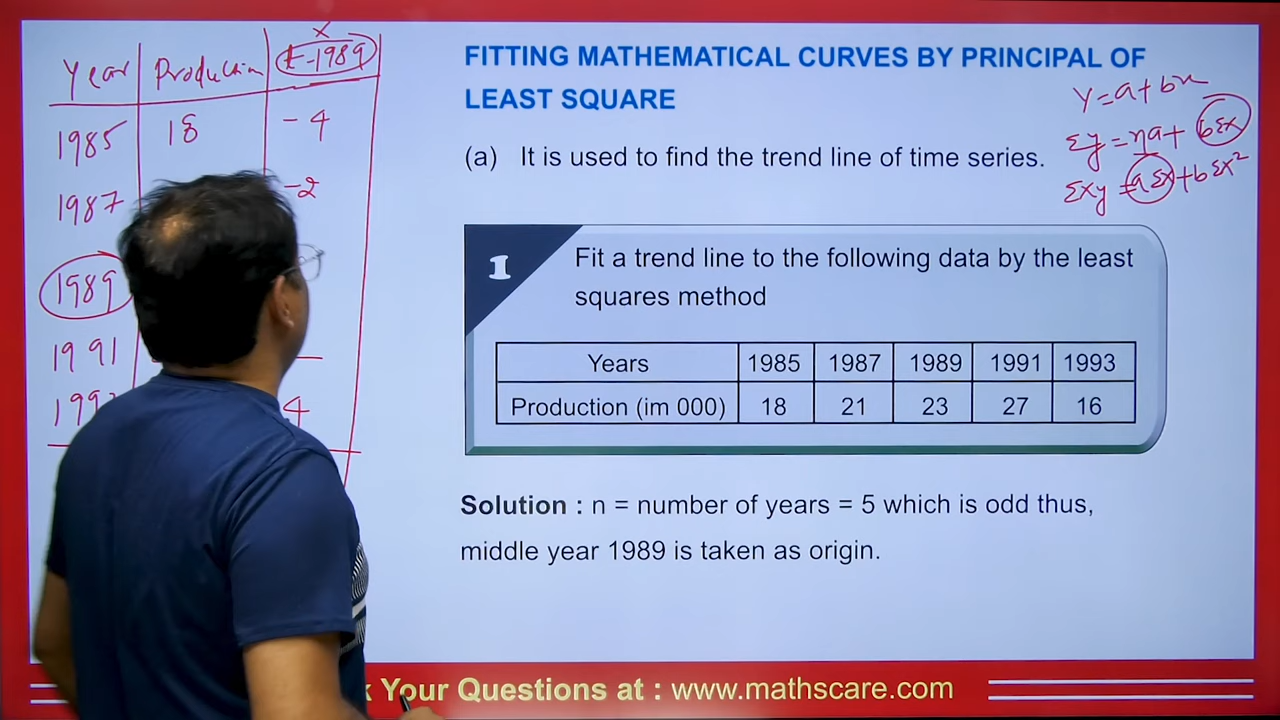 x
Year Production t-1989
1985 18 -4
1987 -2
1989
1991
4
FITTING MATHEMATICAL CURVES BY PRINCIPAL OF
LEAST SQUARE
(a) It is used to find the trend line of time series.
Y=a+bx
Σy=na+bΣx
Σxy=aΣx+bΣx²
1 Fit a trend line to the following data by the least
squares method
Years 1985 1987 1989 1991 1993
Production (im 000) 18 21 23 27 16
Solution : n = number of years = 5 which is odd thus,
middle year 1989 is taken as origin.
Your Questions at : www.mathscare.com